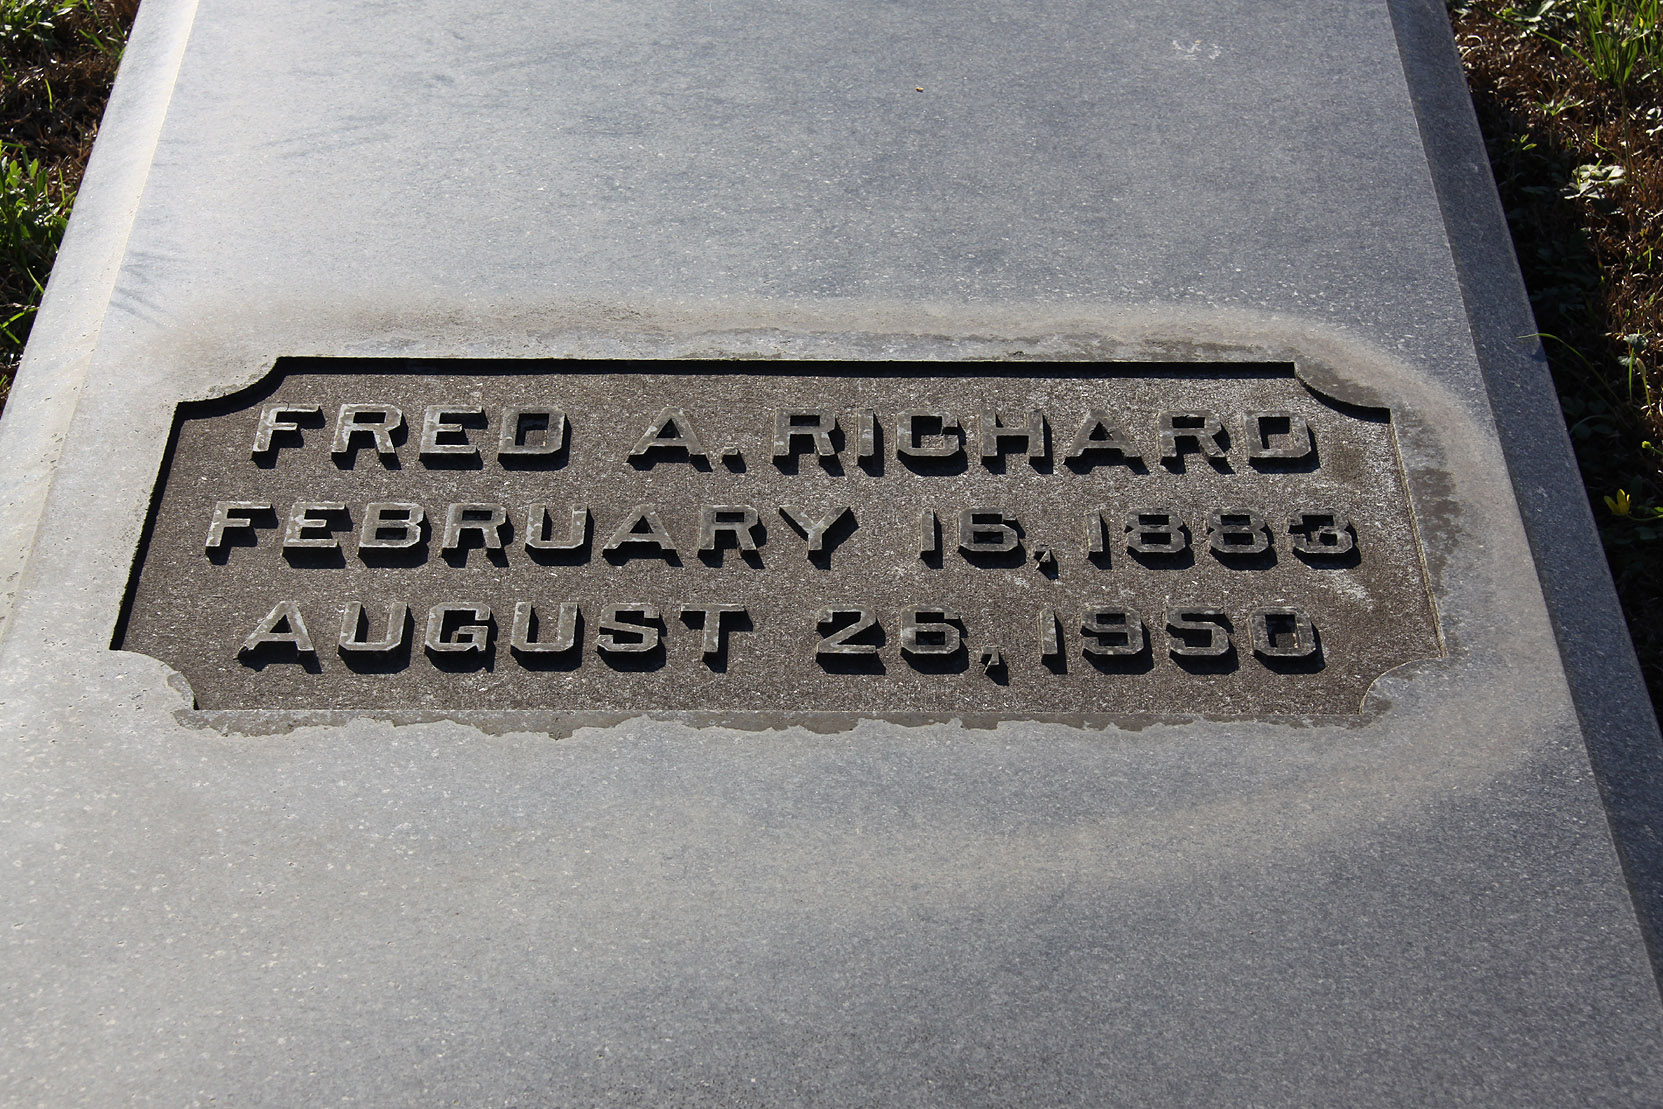 FRED A. RICHARD
FEBRUARY 16, 1883
AUGUST 26, 1950